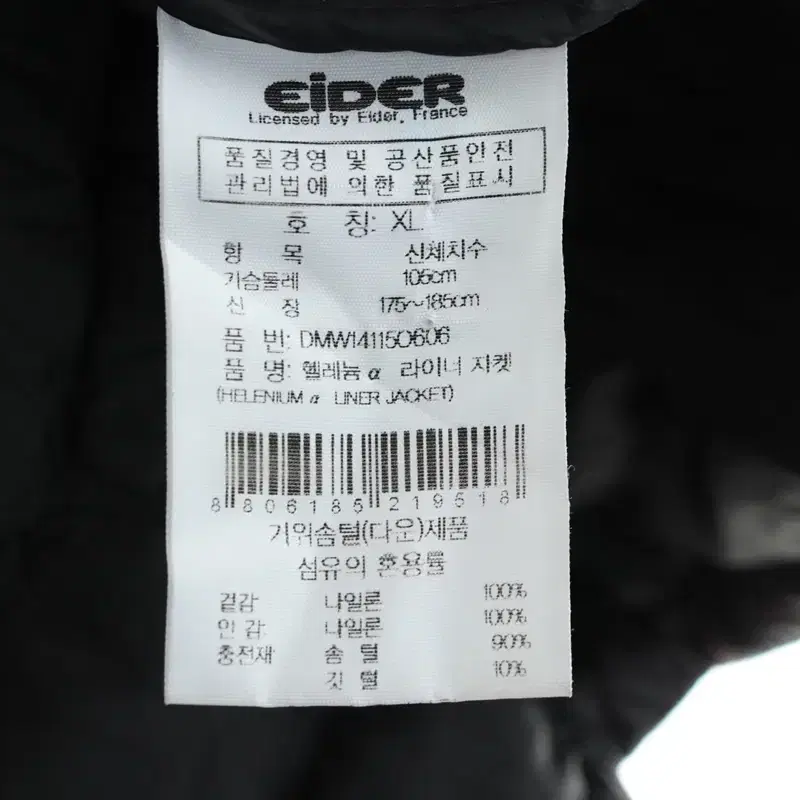 EiDER
Licensed by Eider, France
품질경영 및 공산품안전
관리법에 의한 품질표시
호 칭: XL
항 목 신체치수
가슴둘레 105cm
신 장 175~185cm
품 번: DMW14115O606
품 명: 헬레늄 α 라이너 자켓
(HELENIUM α LINER JACKET)
8 806185 219518
거위솜털(다운)제품
섬유의 혼용률
겉감 나일론 100%
안감 나일론 100%
충전재 솜털 90%
깃털 10%